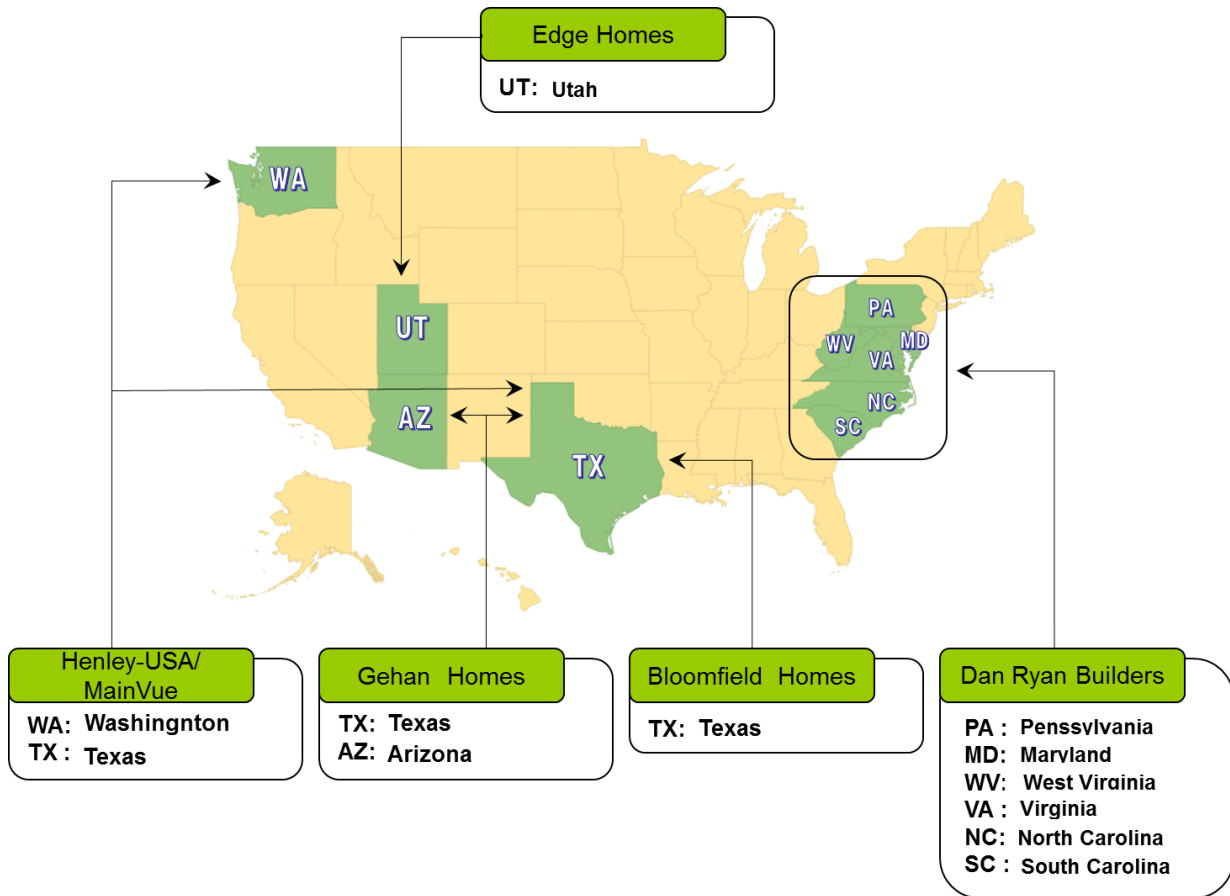 Edge Homes
UT: Utah
WA
UT
AZ
TX
PA
WV
MD
VA
NC
SC
Henley-USA/
MainVue
WA: Washingnton
TX : Texas
Gehan Homes
TX: Texas
AZ: Arizona
Bloomfield Homes
TX: Texas
Dan Ryan Builders
PA : Penssylvania
MD: Maryland
WV: West Virginia
VA : Virginia
NC: North Carolina
SC : South Carolina